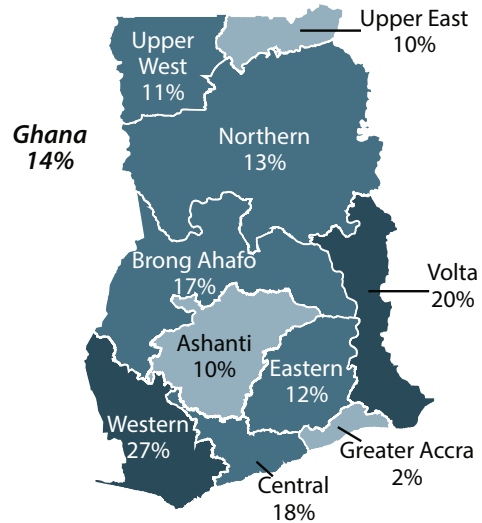 Upper East
10%
Upper
West
11%
Ghana
14%
Northern
13%
Brong Ahafo
17%
Volta
20%
Ashanti
10%
Eastern
12%
Western
27%
Greater Accra
2%
Central
18%